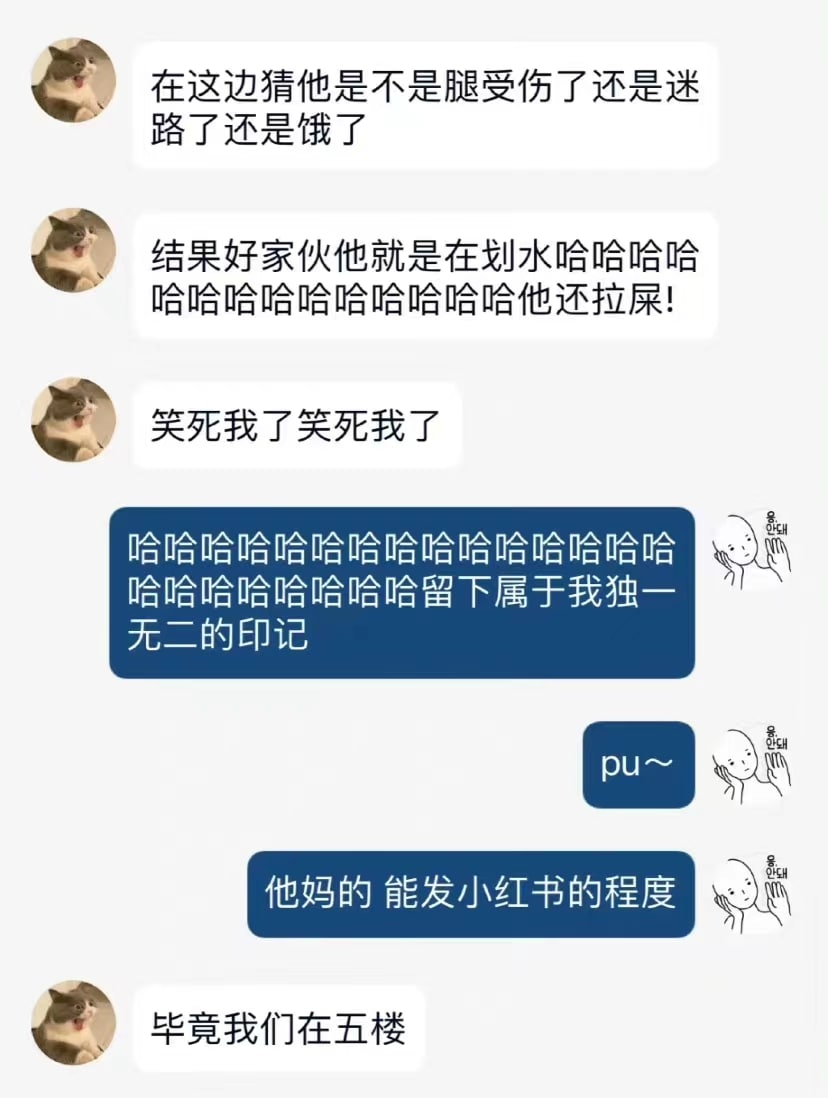 在这边猜他是不是腿受伤了还是迷
路了还是饿了
结果好家伙他就是在划水哈哈哈哈
哈哈哈哈哈哈哈哈哈哈他还拉屎!
笑死我了笑死我了
哈哈哈哈哈哈哈哈哈哈哈哈哈哈哈
哈哈哈哈哈哈哈哈留下属于我独一
无二的印记
안돼
pu～
안돼
他妈的 能发小红书的程度
안돼
毕竟我们在五楼